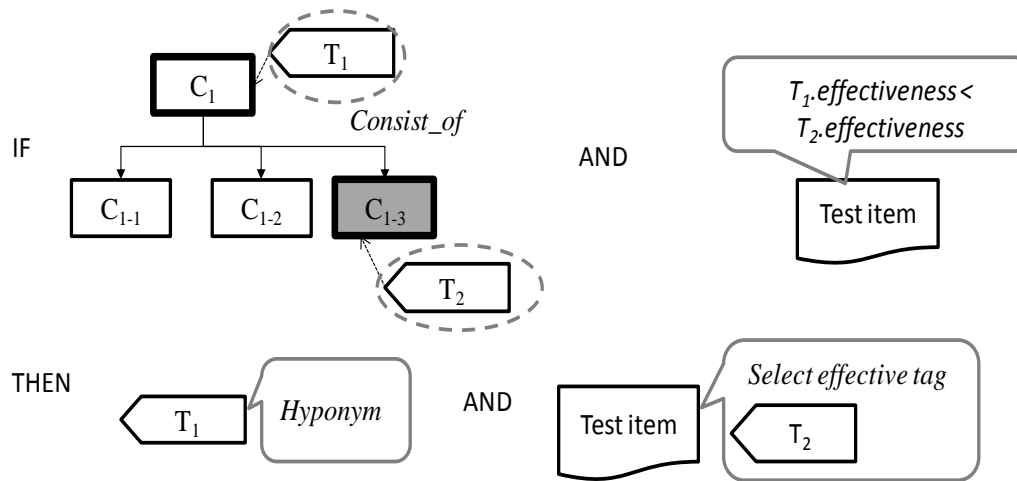 C1
T1
Consist_of
IF
C1-1
C1-2
C1-3
T2
AND
T1.effectiveness<
T2.effectiveness
Test item
THEN
T1
Hyponym
AND
Test item
Select effective tag
T2